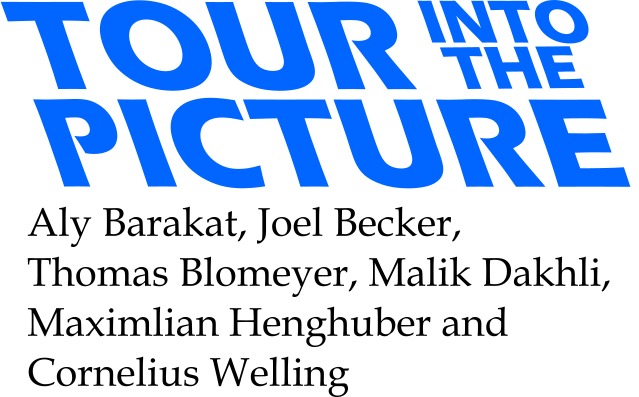 TOUR INTO
THE
PICTURE
Aly Barakat, Joel Becker,
Thomas Blomeyer, Malik Dakhli,
Maximlian Henghuber and
Cornelius Welling